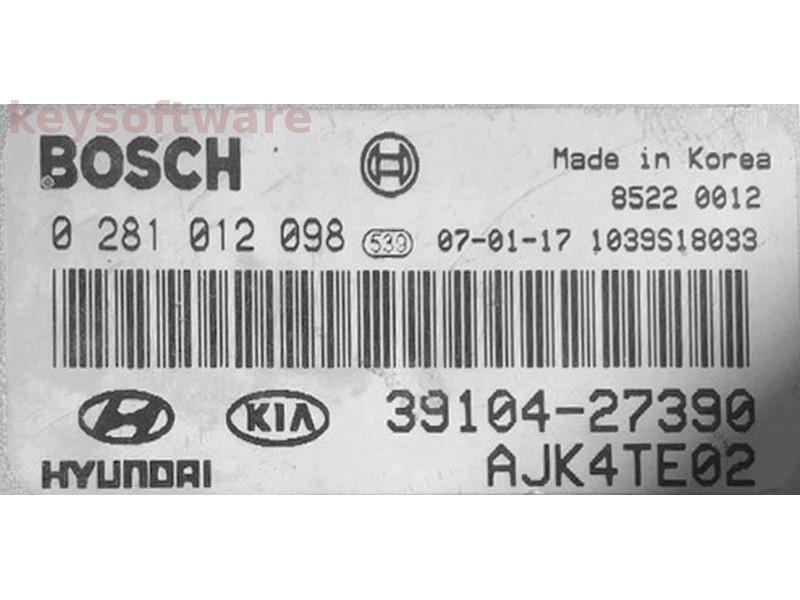 keysoftware
BOSCH
Made in Korea
8522 0012
0 281 012 098 539 07-01-17 1039S18033
KIA 39104-27390
HYUNDAI AJK4TE02